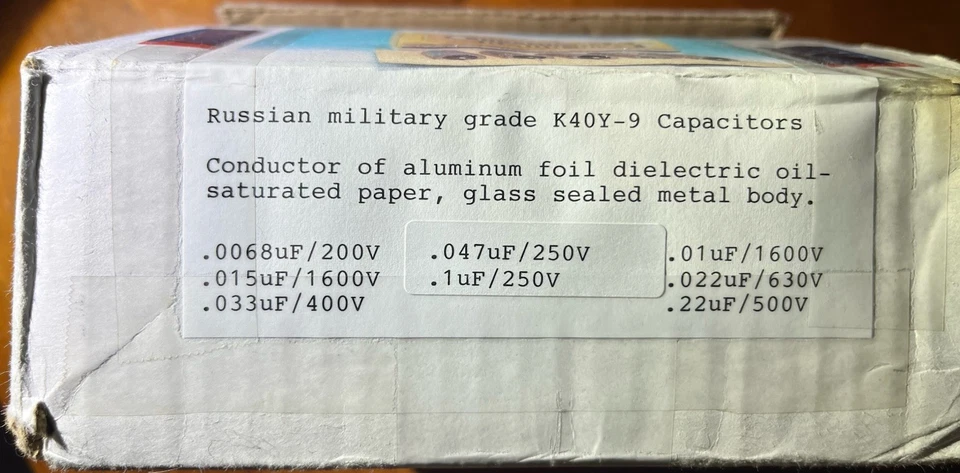 Russian military grade K40Y-9 Capacitors
Conductor of aluminum foil dielectric oil-
saturated paper, glass sealed metal body.
.0068uF/200V .047uF/250V .01uF/1600V
.015uF/1600V .1uF/250V .022uF/630V
.033uF/400V .22uF/500V